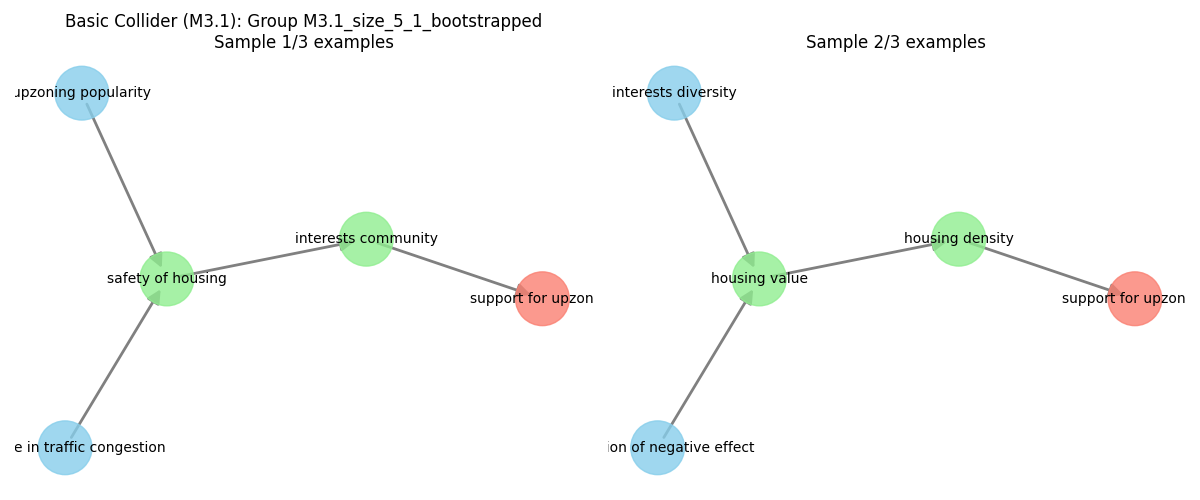 Basic Collider (M3.1): Group M3.1_size_5_1_bootstrapped
Sample 1/3 examples
Sample 2/3 examples
upzoning popularity
interests diversity
interests community
housing density
safety of housing
housing value
support for upzon
support for upzon
e in traffic congestion
ion of negative effect